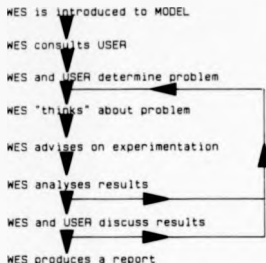 WES is introduced to MODEL
WES consults USER
WES and USER determine problem
WES "thinks" about problem
WES advises on experimentation
WES analyses results
WES and USER discuss results
WES produces a report